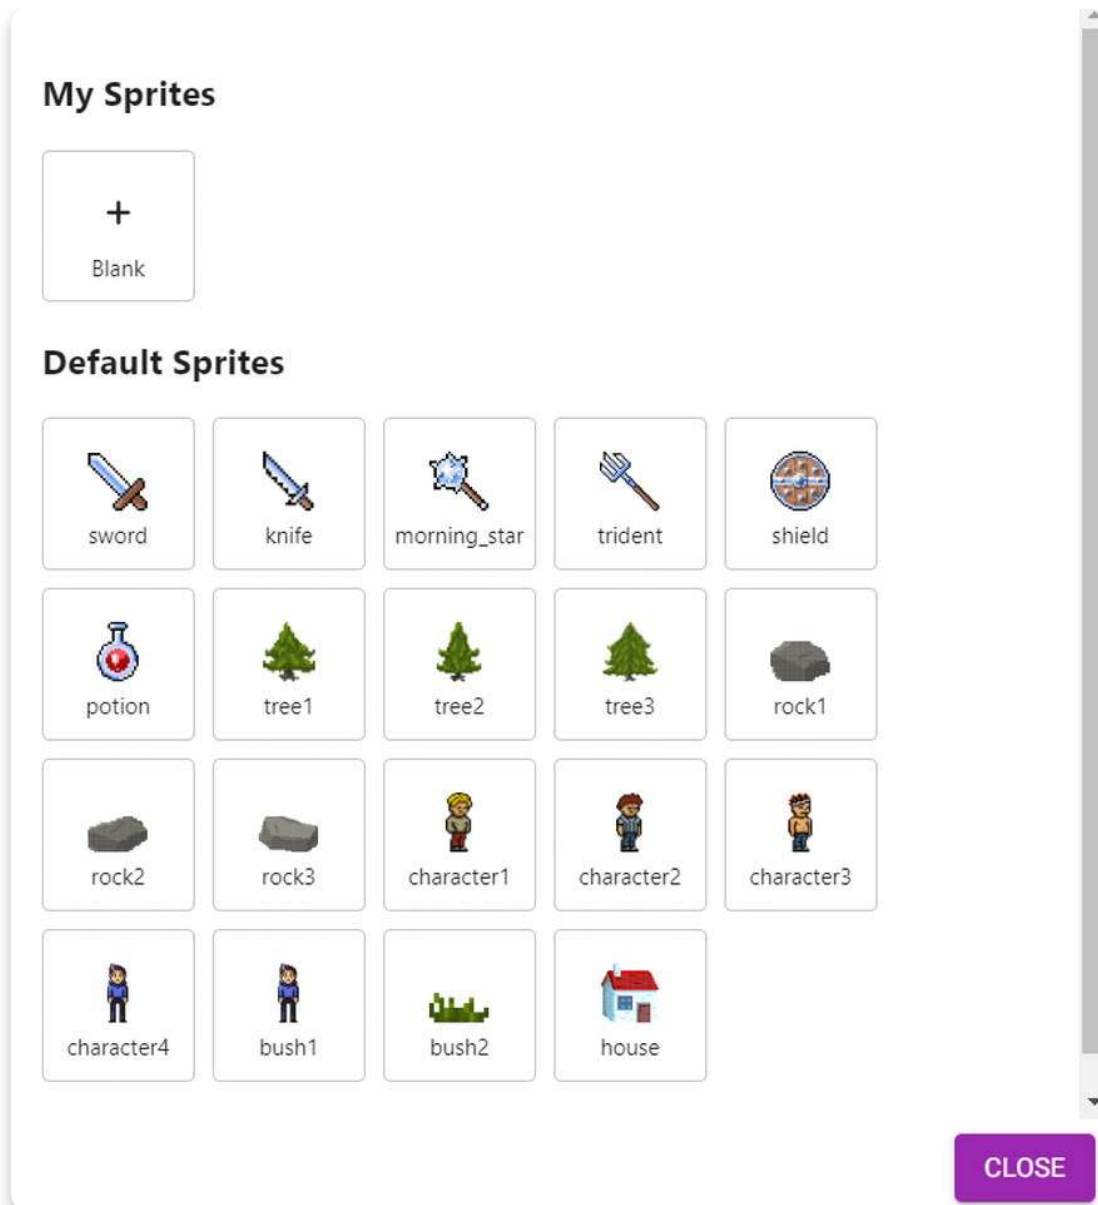 My Sprites
+
Blank
Default Sprites
sword knife morning_star trident shield
potion tree1 tree2 tree3 rock1
rock2 rock3 character1 character2 character3
character4 bush1 bush2 house
CLOSE